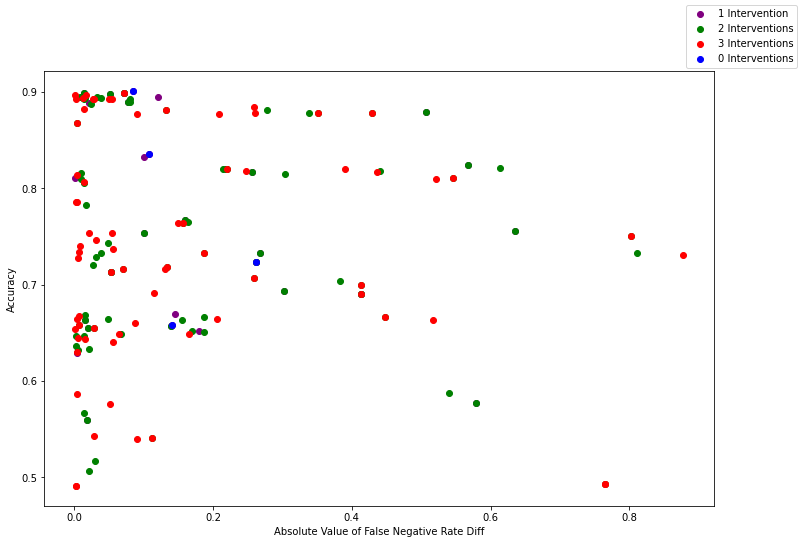 1 Intervention
2 Interventions
3 Interventions
0 Interventions
0.9
0.8
0.7
0.6
0.5
Accuracy
0.0 0.2 0.4 0.6 0.8
Absolute Value of False Negative Rate Diff